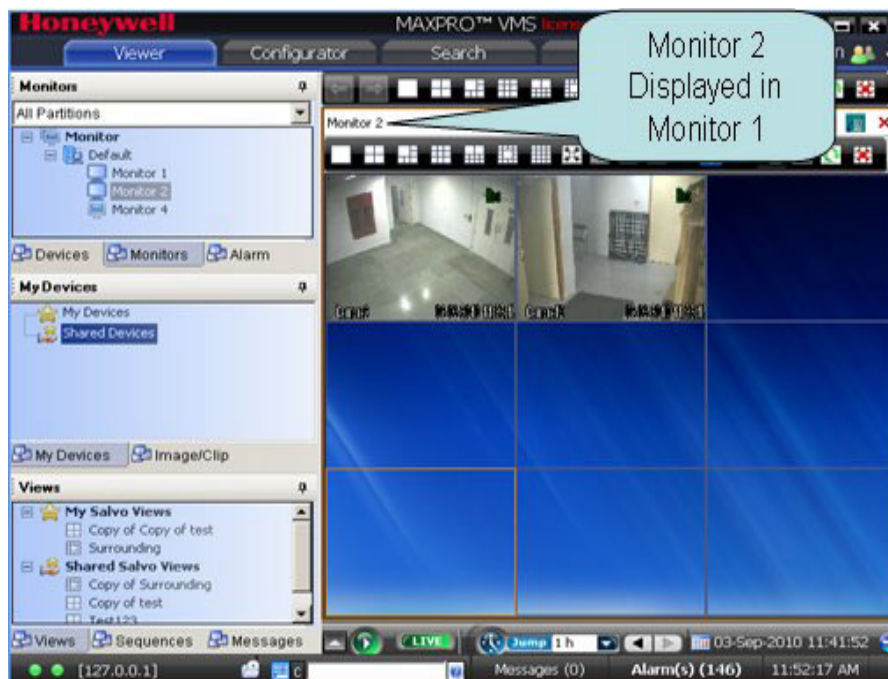 Honeywell
MAXPRO™ VMS
Viewer
Configurator
Search
Monitor 2
Displayed in
Monitor 1
Monitors
All Partitions
Monitor
Default
Monitor 1
Monitor 2
Monitor 4
Devices
Monitors
Alarm
Monitor 2
My Devices
My Devices
Shared Devices
My Devices
Image/Clip
Views
My Salvo Views
Copy of Copy of test
Surrounding
Shared Salvo Views
Copy of Surrounding
Copy of test
Test123
Views
Sequences
Messages
LIVE
Jump 1 h
03-Sep-2010 11:41:52
[127.0.0.1]
C
Messages (0)
Alarm(s) (146)
11:52:17 AM